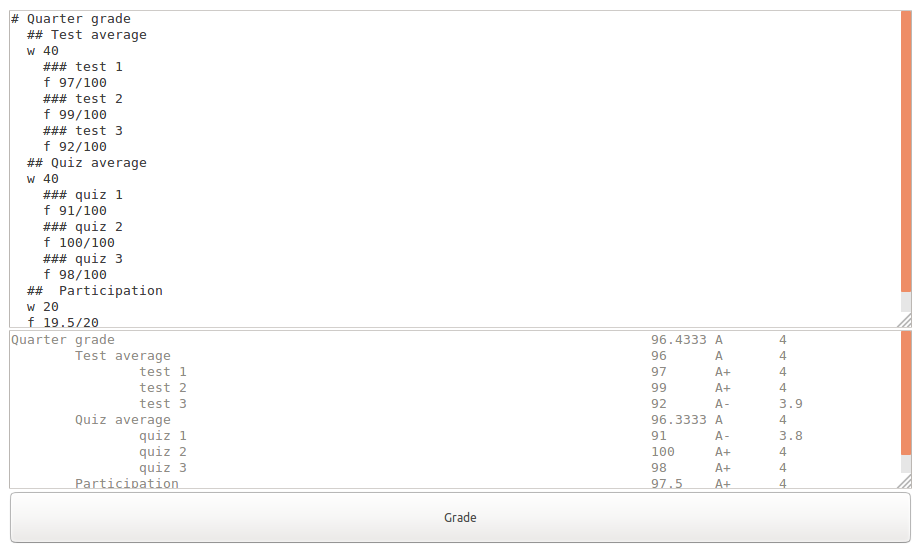 # Quarter grade
## Test average
w 40
### test 1
f 97/100
### test 2
f 99/100
### test 3
f 92/100
## Quiz average
w 40
### quiz 1
f 91/100
### quiz 2
f 100/100
### quiz 3
f 98/100
##  Participation
w 20
f 19.5/20
Quarter grade 96.4333 A 4
Test average 96 A 4
test 1 97 A+ 4
test 2 99 A+ 4
test 3 92 A- 3.9
Quiz average 96.3333 A 4
quiz 1 91 A- 3.8
quiz 2 100 A+ 4
quiz 3 98 A+ 4
Participation 97.5 A+ 4
Grade